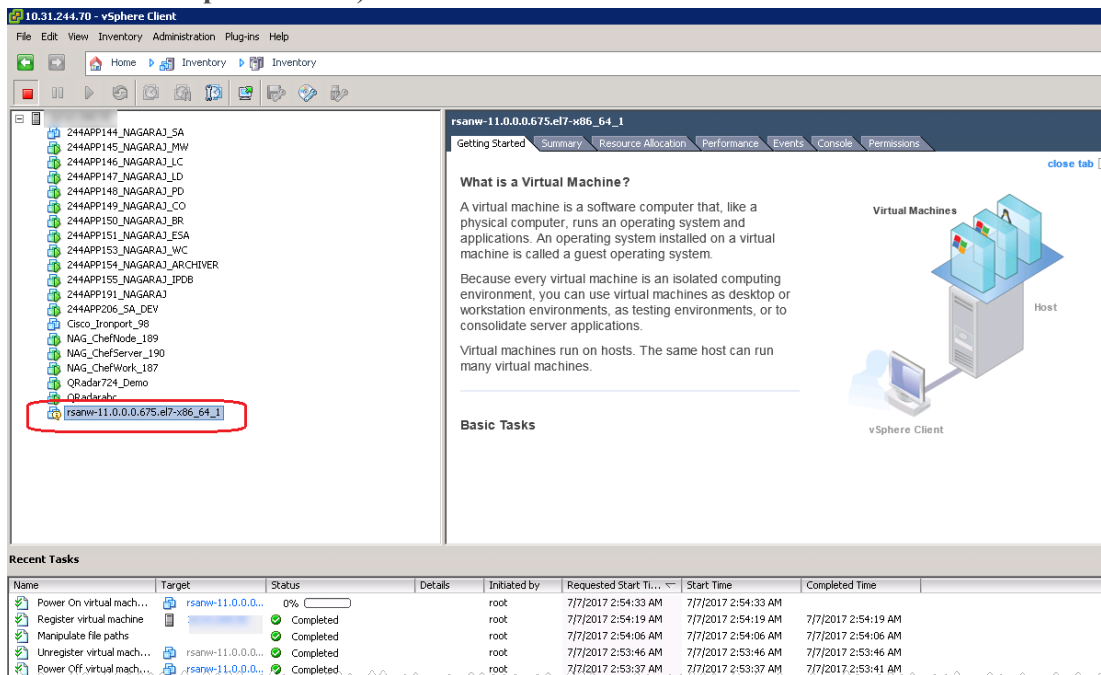 10.31.244.70 - vSphere Client
File Edit View Inventory Administration Plug-ins Help
Home Inventory Inventory
244APP144_NAGARAJ_SA
244APP145_NAGARAJ_MW
244APP146_NAGARAJ_LC
244APP147_NAGARAJ_LD
244APP148_NAGARAJ_PD
244APP149_NAGARAJ_CO
244APP150_NAGARAJ_BR
244APP151_NAGARAJ_ESA
244APP153_NAGARAJ_WC
244APP154_NAGARAJ_ARCHIVER
244APP155_NAGARAJ_IPDB
244APP191_NAGARAJ
244APP206_SA_DEV
Cisco_Ironport_98
NAG_ChefNode_189
NAG_ChefServer_190
NAG_ChefWork_187
QRadar724_Demo
QRadarabc
rsanw-11.0.0.0.675.el7-x86_64_1
rsanw-11.0.0.0.675.el7-x86_64_1
Getting Started Summary Resource Allocation Performance Events Console Permissions
close tab
What is a Virtual Machine?
A virtual machine is a software computer that, like a
physical computer, runs an operating system and
applications. An operating system installed on a virtual
machine is called a guest operating system.
Because every virtual machine is an isolated computing
environment, you can use virtual machines as desktop or
workstation environments, as testing environments, or to
consolidate server applications.
Virtual machines run on hosts. The same host can run
many virtual machines.
Basic Tasks
Virtual Machines
Host
vSphere Client
Recent Tasks
Name Target Status Details Initiated by Requested Start Ti... Start Time Completed Time
Power On virtual mach... rsanw-11.0.0.0... 0% root 7/7/2017 2:54:33 AM 7/7/2017 2:54:33 AM
Register virtual machine Completed root 7/7/2017 2:54:19 AM 7/7/2017 2:54:19 AM 7/7/2017 2:54:19 AM
Manipulate file paths Completed root 7/7/2017 2:54:06 AM 7/7/2017 2:54:06 AM 7/7/2017 2:54:06 AM
Unregister virtual mach... rsanw-11.0.0.0... Completed root 7/7/2017 2:53:46 AM 7/7/2017 2:53:46 AM 7/7/2017 2:53:46 AM
Power Off virtual mach... rsanw-11.0.0.0... Completed root 7/7/2017 2:53:37 AM 7/7/2017 2:53:37 AM 7/7/2017 2:53:41 AM